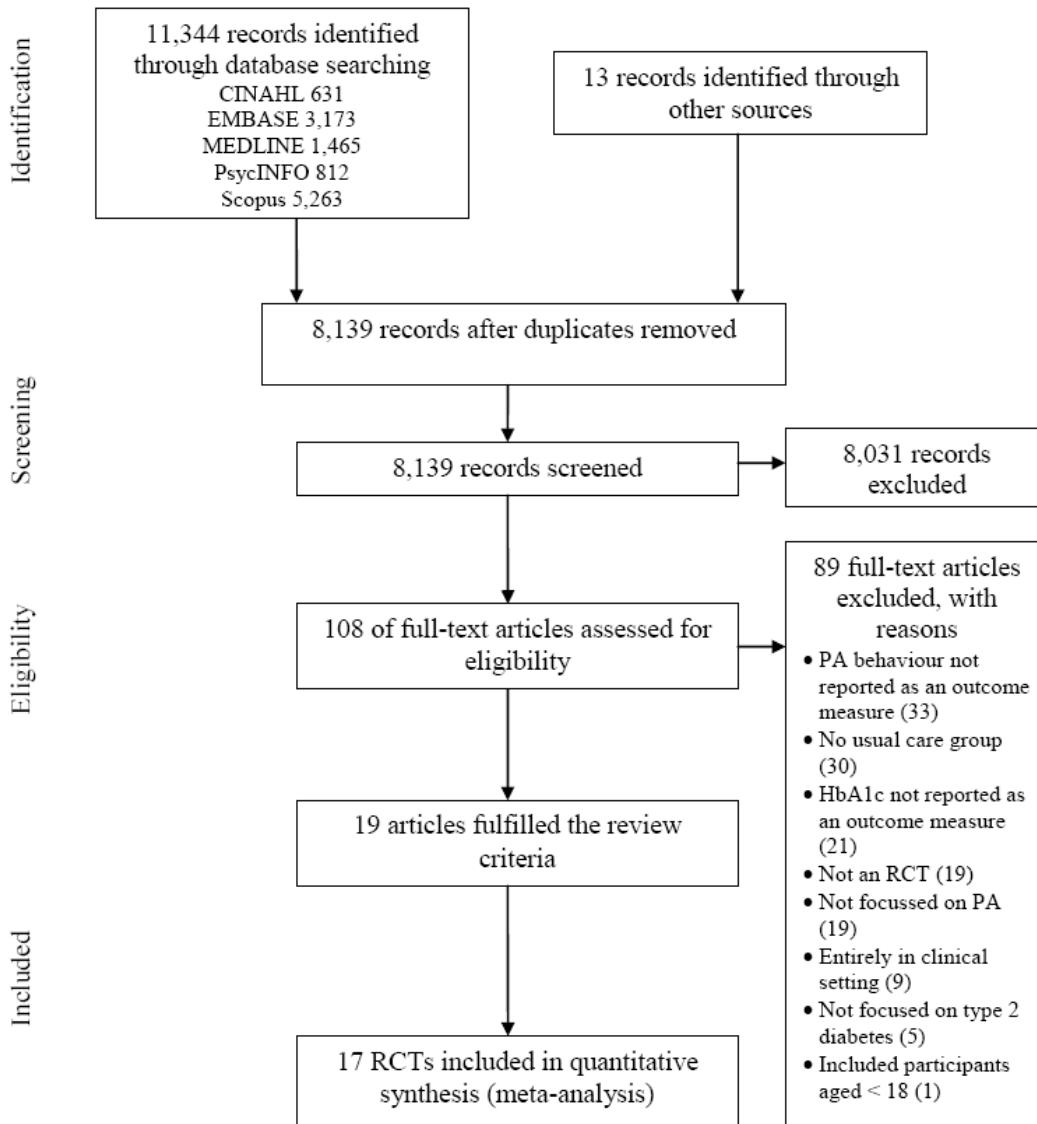 Identification
11,344 records identified
through database searching
CINAHL 631
EMBASE 3,173
MEDLINE 1,465
PsycINFO 812
Scopus 5,263
13 records identified through
other sources
8,139 records after duplicates removed
Screening
8,139 records screened
8,031 records
excluded
Eligibility
108 of full-text articles assessed for
eligibility
89 full-text articles
excluded, with
reasons
• PA behaviour not
reported as an outcome
measure (33)
• No usual care group
(30)
• HbA1c not reported as
an outcome measure
(21)
• Not an RCT (19)
• Not focussed on PA
(19)
• Entirely in clinical
setting (9)
• Not focused on type 2
diabetes (5)
• Included participants
aged < 18 (1)
19 articles fulfilled the review
criteria
Included
17 RCTs included in quantitative
synthesis (meta-analysis)